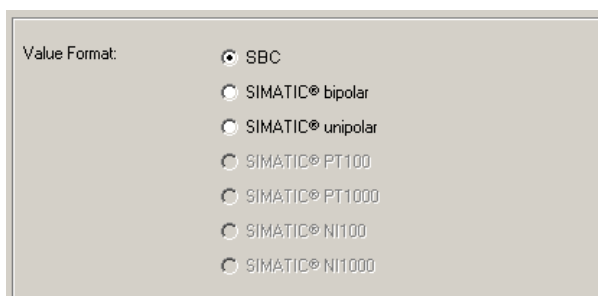 Value Format:
SBC
SIMATIC® bipolar
SIMATIC® unipolar
SIMATIC® PT100
SIMATIC® PT1000
SIMATIC® NI100
SIMATIC® NI1000